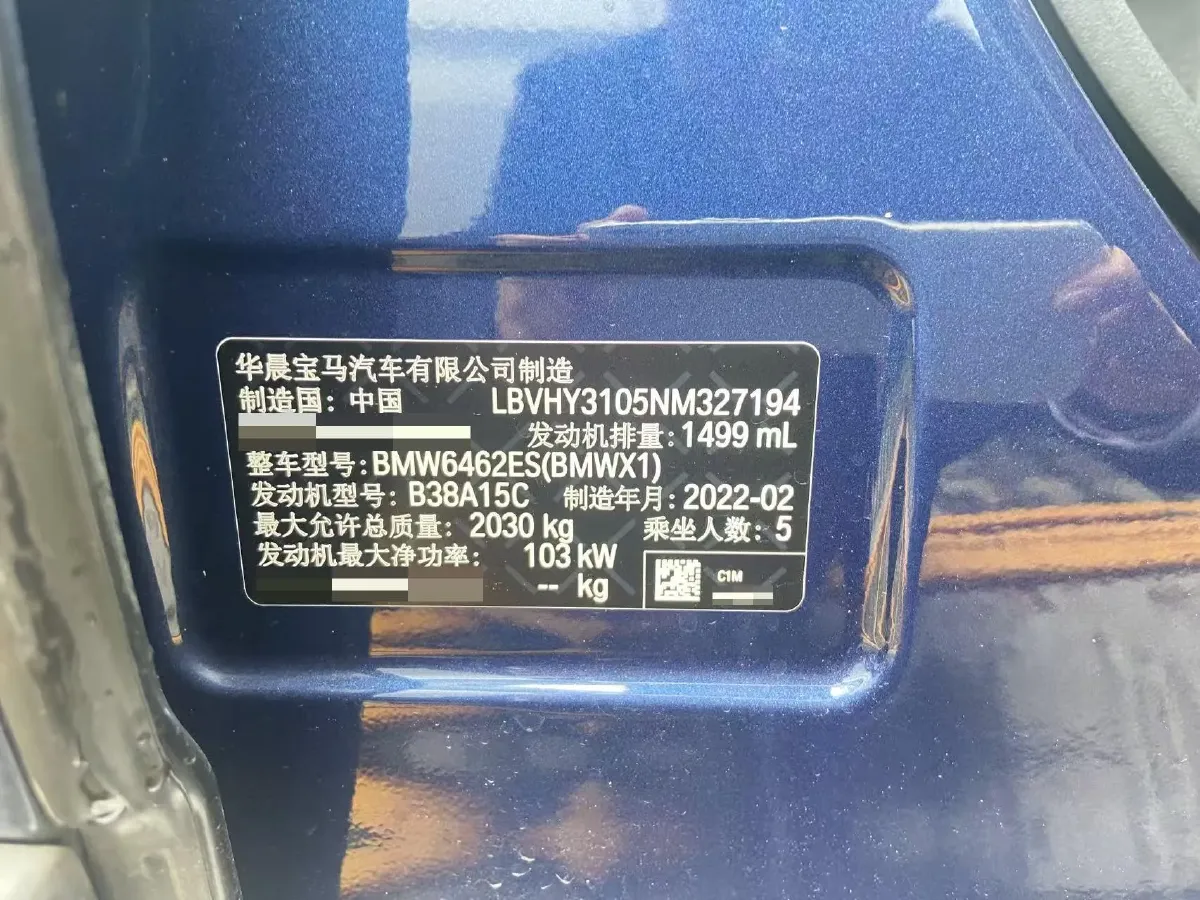 华晨宝马汽车有限公司制造
制造国：中国 LBVHY3105NM327194
发动机排量：1499 mL
整车型号：BMW6462ES(BMWX1)
发动机型号：B38A15C 制造年月：2022-02
最大允许总质量：2030 kg 乘坐人数：5
发动机最大净功率：103 kW
-- kg
C1M